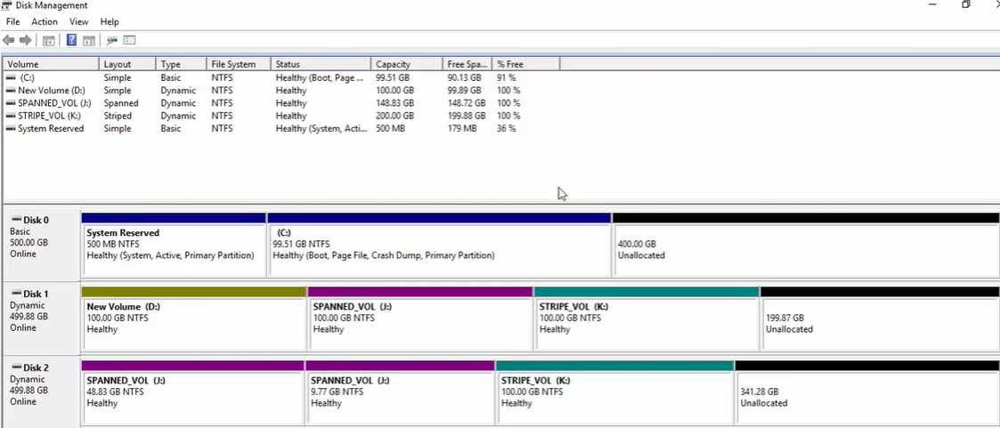 Disk Management
File Action View Help
Volume Layout Type File System Status Capacity Free Spa... % Free
(C:) Simple Basic NTFS Healthy (Boot, Page ... 99.51 GB 90.13 GB 91 %
New Volume (D:) Simple Dynamic NTFS Healthy 100.00 GB 99.89 GB 100 %
SPANNED_VOL (J:) Spanned Dynamic NTFS Healthy 148.83 GB 148.72 GB 100 %
STRIPE_VOL (K:) Striped Dynamic NTFS Healthy 200.00 GB 199.88 GB 100 %
System Reserved Simple Basic NTFS Healthy (System, Acti... 500 MB 179 MB 36 %
Disk 0
Basic
500.00 GB
Online
System Reserved
500 MB NTFS
Healthy (System, Active, Primary Partition)
(C:)
99.51 GB NTFS
Healthy (Boot, Page File, Crash Dump, Primary Partition)
400.00 GB
Unallocated
Disk 1
Dynamic
499.88 GB
Online
New Volume (D:)
100.00 GB NTFS
Healthy
SPANNED_VOL (J:)
100.00 GB NTFS
Healthy
STRIPE_VOL (K:)
100.00 GB NTFS
Healthy
199.87 GB
Unallocated
Disk 2
Dynamic
499.88 GB
Online
SPANNED_VOL (J:)
48.83 GB NTFS
Healthy
SPANNED_VOL (J:)
9.77 GB NTFS
Healthy
STRIPE_VOL (K:)
100.00 GB NTFS
Healthy
341.28 GB
Unallocated